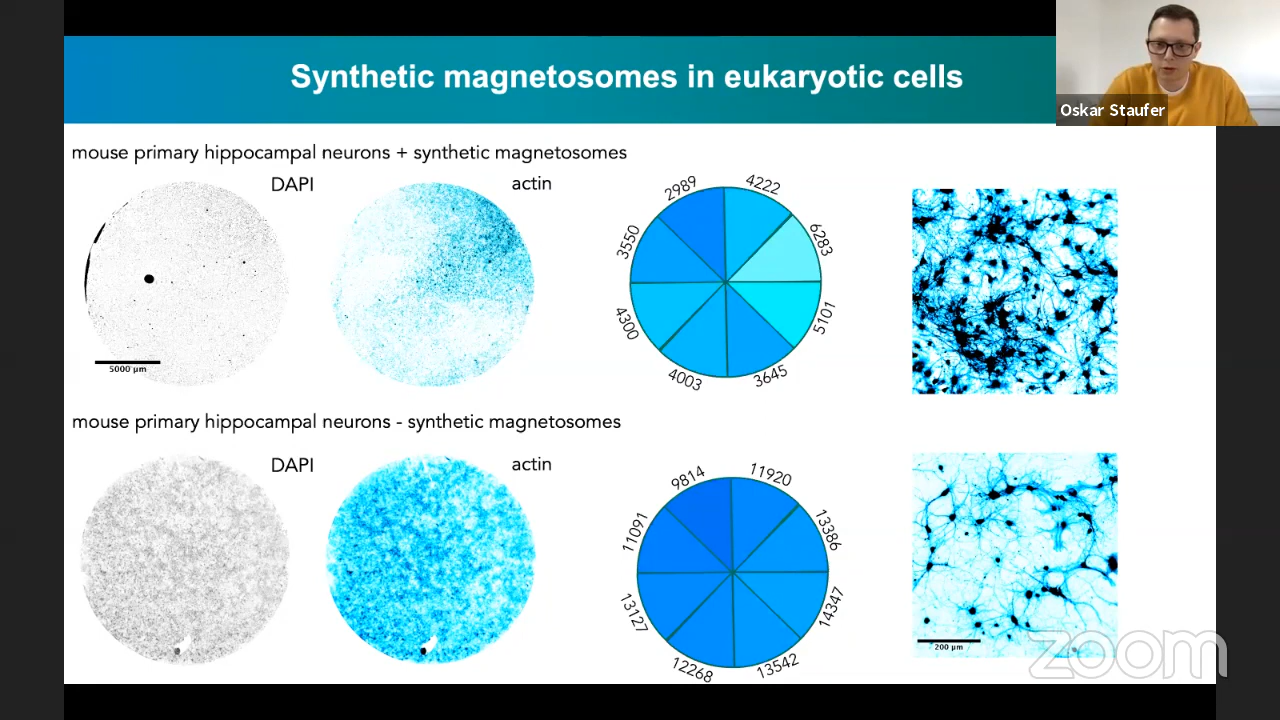 Synthetic magnetosomes in eukaryotic cells
Oskar Staufer
mouse primary hippocampal neurons + synthetic magnetosomes
DAPI
actin
2989
4222
3550
6283
4300
5101
4003
3645
5000 µm
mouse primary hippocampal neurons - synthetic magnetosomes
DAPI
actin
9814
11920
11091
13386
13127
14347
12268
13542
200 µm
zoom